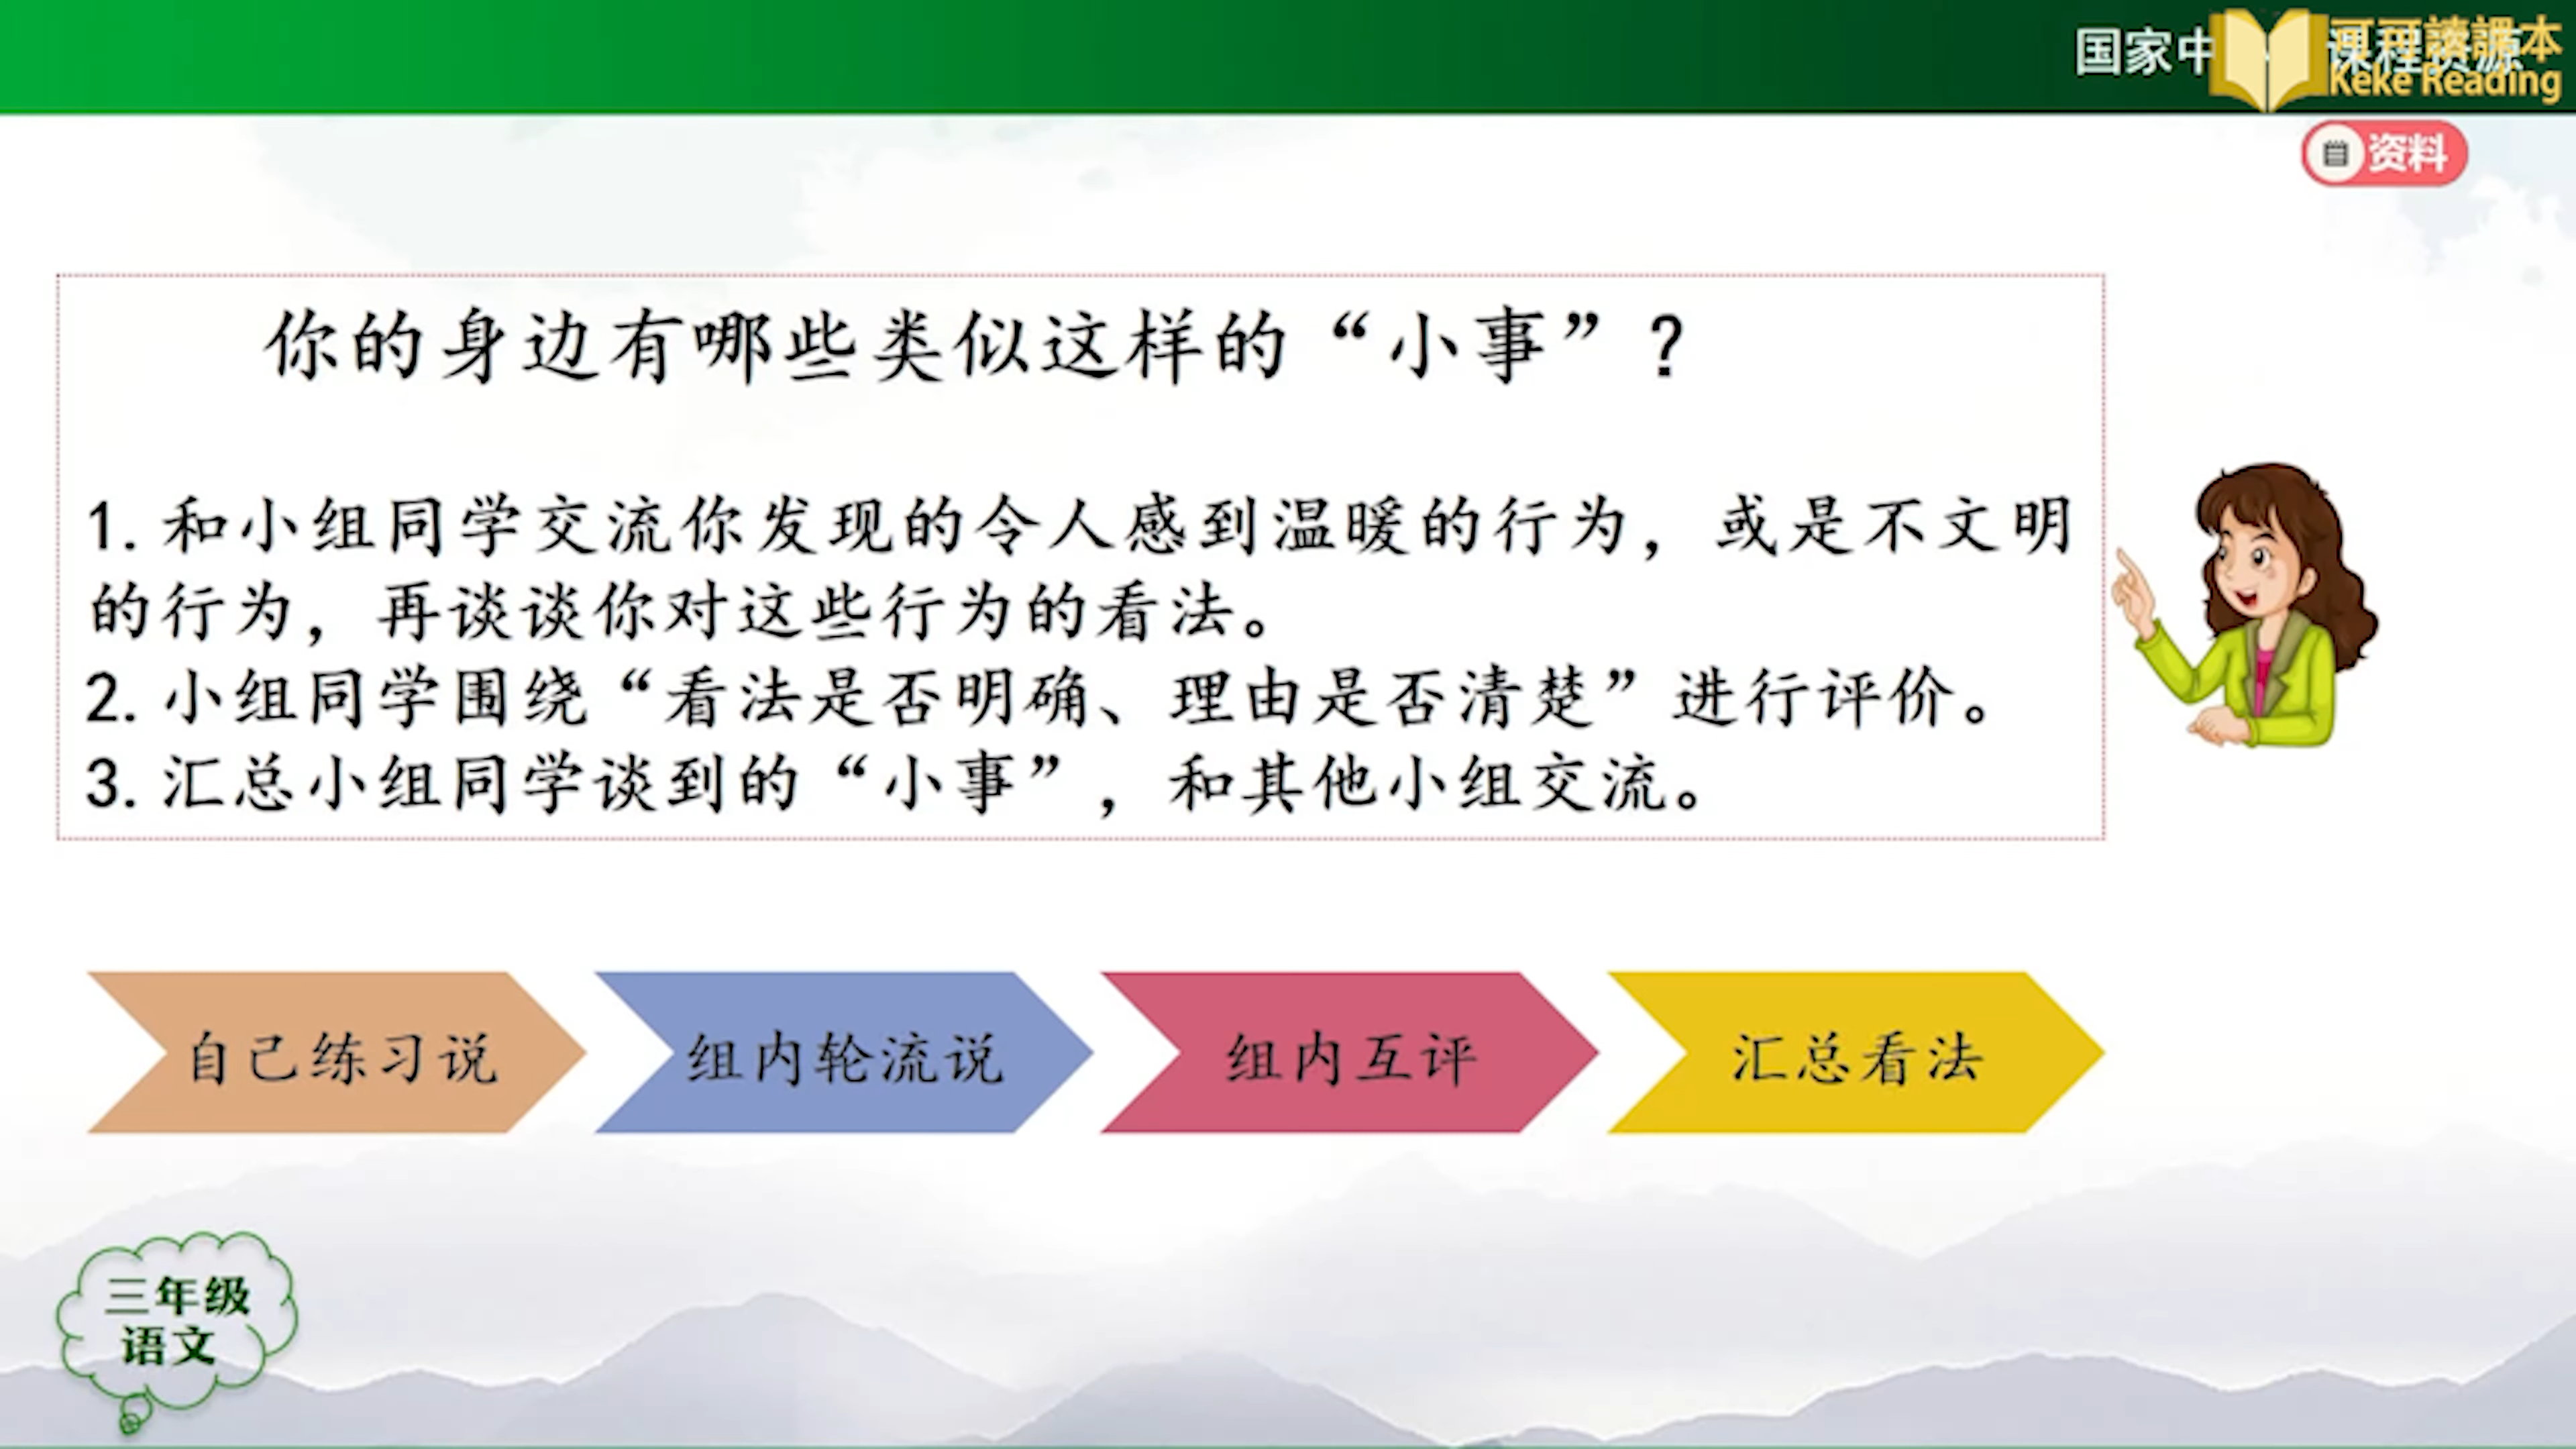 国家中
可可讀課本
Keke Reading
资料
你的身边有哪些类似这样的“小事”？
1. 和小组同学交流你发现的令人感到温暖的行为，或是不文明
的行为，再谈谈你对这些行为的看法。
2. 小组同学围绕“看法是否明确、理由是否清楚”进行评价。
3. 汇总小组同学谈到的“小事”，和其他小组交流。
自己练习说
组内轮流说
组内互评
汇总看法
三年级
语文